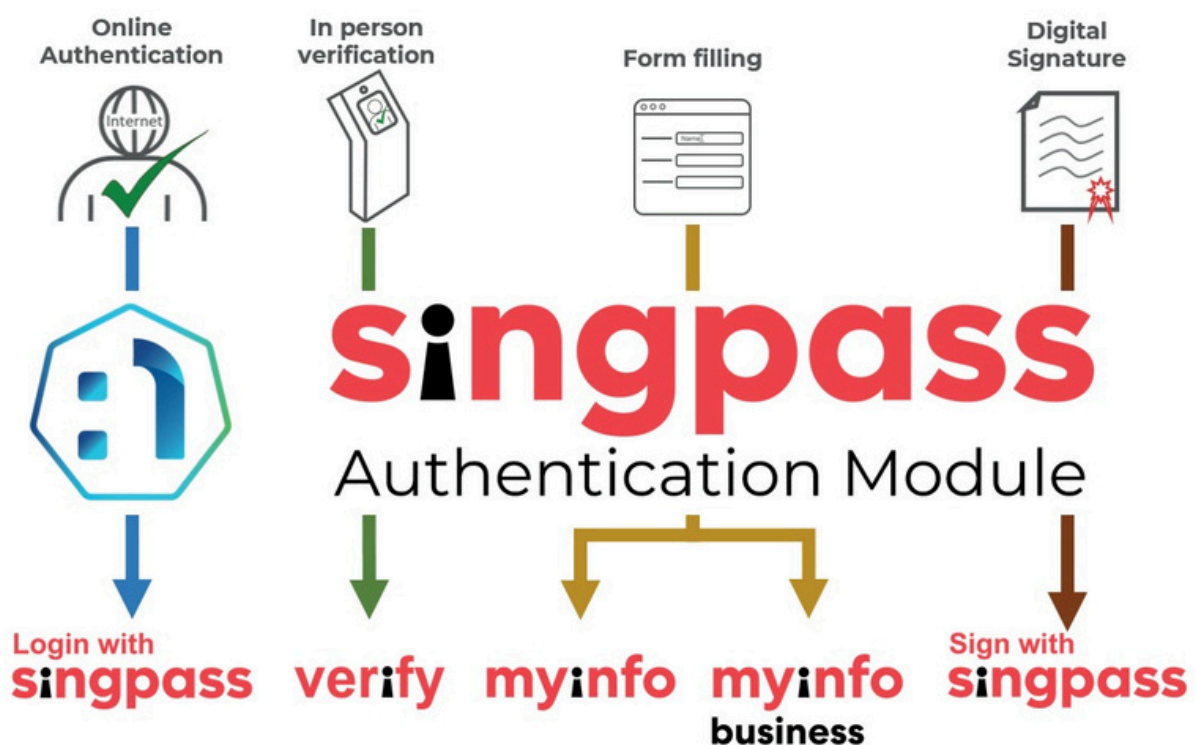 Online
Authentication
In person
verification
Form filling
Digital
Signature
Internet
Name
singpass
Authentication Module
Login with
singpass
verify
myinfo
myinfo
business
Sign with
singpass